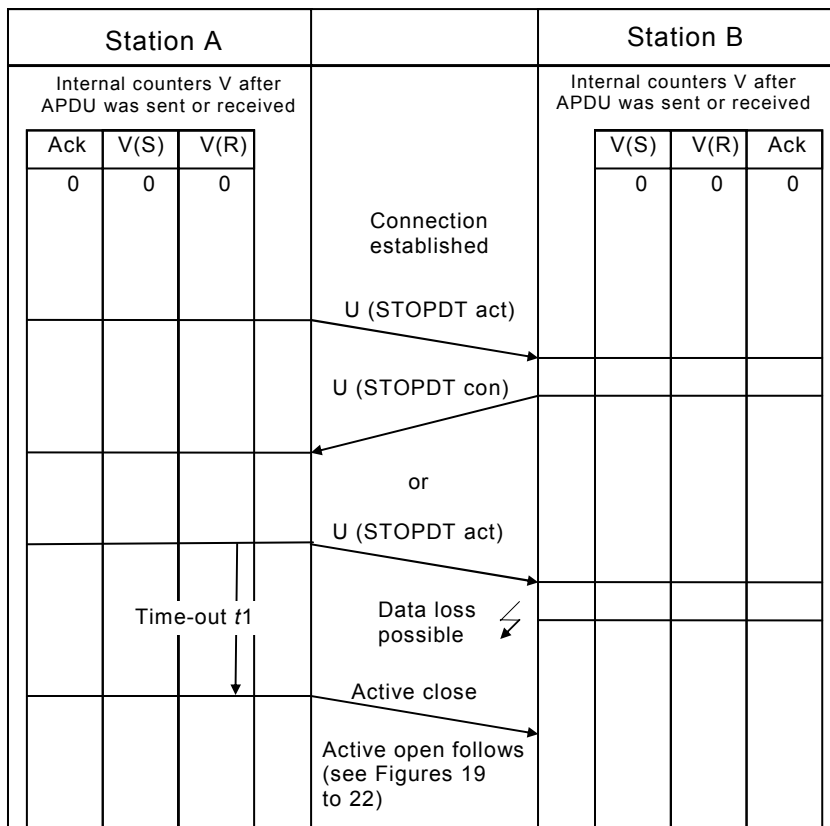 Station A
Station B
Internal counters V after
APDU was sent or received
Internal counters V after
APDU was sent or received
Ack V(S) V(R)
V(S) V(R) Ack
0 0 0
0 0 0
Connection
established
U (STOPDT act)
U (STOPDT con)
or
U (STOPDT act)
Time-out t1
Data loss
possible
Active close
Active open follows
(see Figures 19
to 22)